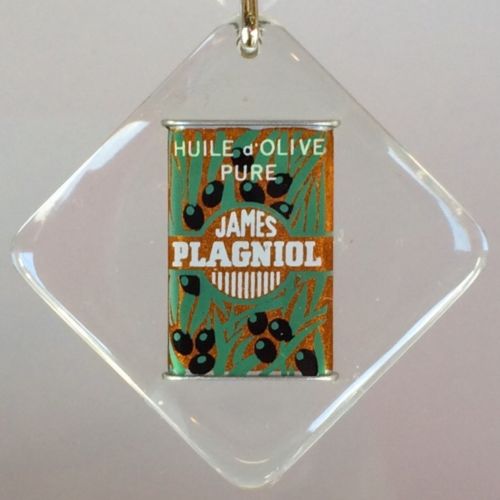 HUILE d'OLIVE
PURE
JAMES
PLAGNIOL